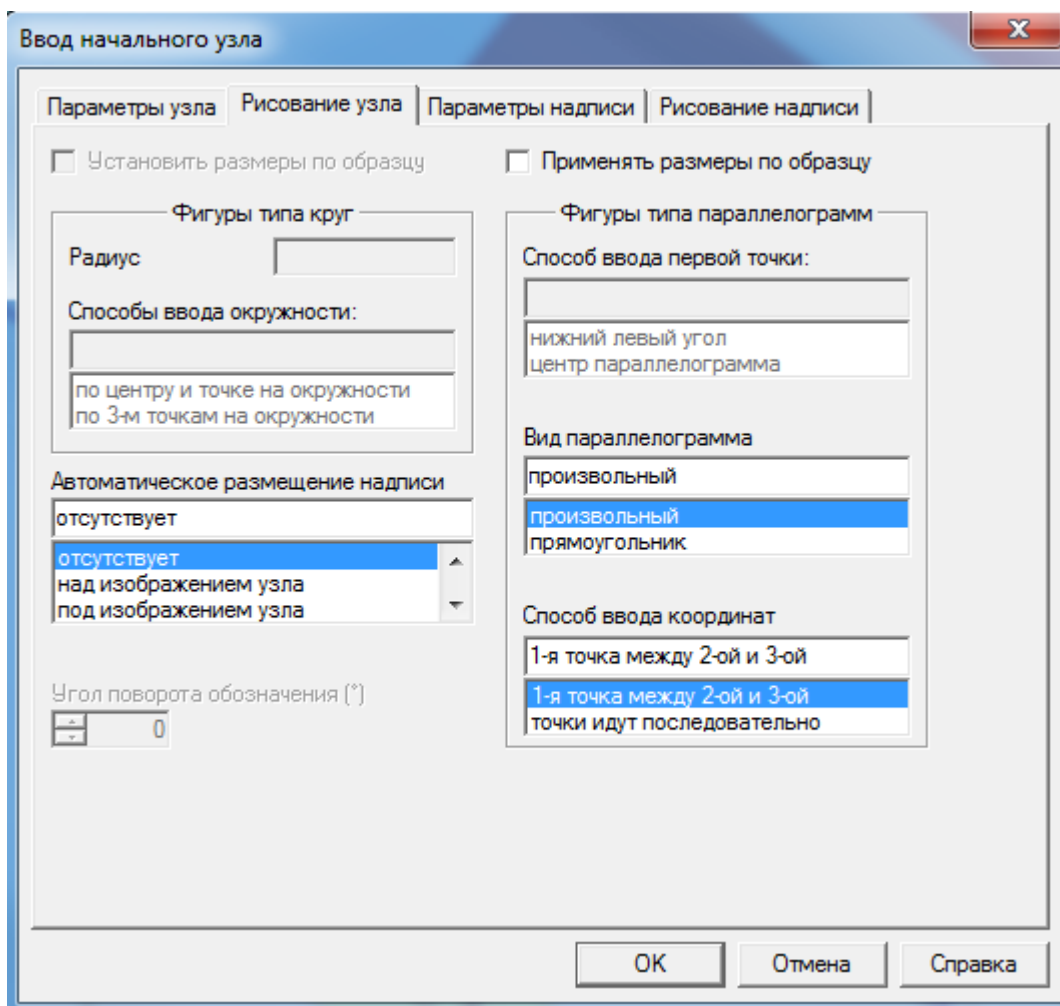 Ввод начального узла
Параметры узла
Рисование узла
Параметры надписи
Рисование надписи
Установить размеры по образцу
Применять размеры по образцу
Фигуры типа круг
Радиус
Способы ввода окружности:
по центру и точке на окружности
по 3-м точкам на окружности
Автоматическое размещение надписи
отсутствует
отсутствует
над изображением узла
под изображением узла
Угол поворота обозначения (°)
0
Фигуры типа параллелограмм
Способ ввода первой точки:
нижний левый угол
центр параллелограмма
Вид параллелограмма
произвольный
произвольный
прямоугольник
Способ ввода координат
1-я точка между 2-ой и 3-ой
1-я точка между 2-ой и 3-ой
точки идут последовательно
OK
Отмена
Справка